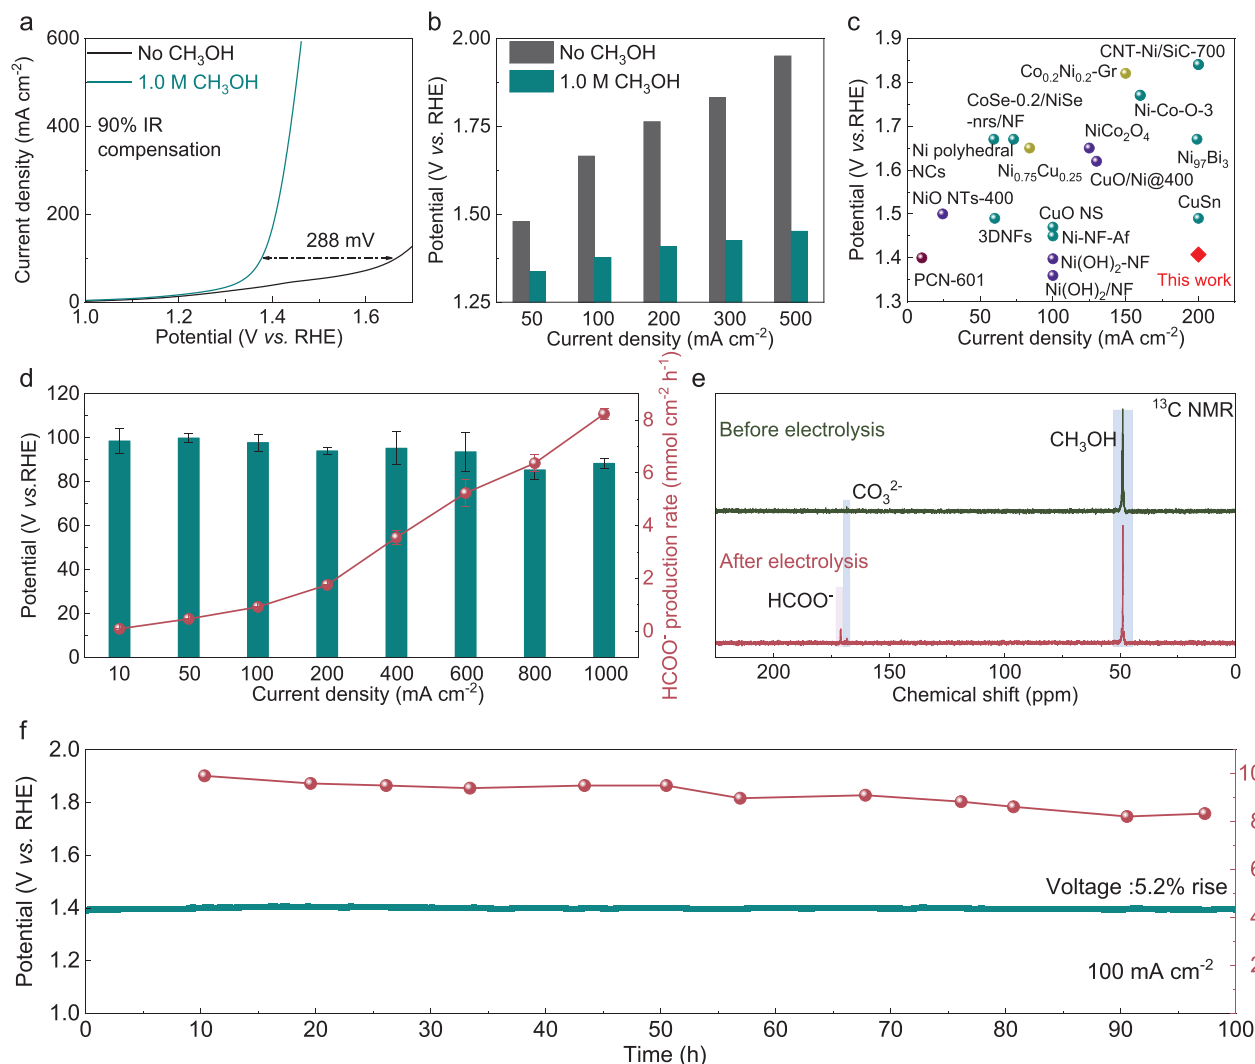 a
600
No CH₃OH
1.0 M CH₃OH
90% IR
compensation
288 mV
400
200
0
1.0
1.2
1.4
1.6
Current density (mA cm⁻²)
Potential (V vs. RHE)
b
2.00
No CH₃OH
1.0 M CH₃OH
1.75
1.50
1.25
50
100
200
300
500
Potential (V vs. RHE)
Current density (mA cm⁻²)
c
1.9
1.8
1.7
1.6
1.5
1.4
1.3
CNT-Ni/SiC-700
Co₀.₂Ni₀.₂-Gr
CoSe-0.2/NiSe
-nrs/NF
Ni-Co-O-3
NiCo₂O₄
Ni polyhedral
NCs
Ni₀.₇₅Cu₀.₂₅
Ni₉₇Bi₃
CuO/Ni@400
NiO NTs-400
CuO NS
CuSn
3DNFs
Ni-NF-Af
Ni(OH)₂-NF
PCN-601
Ni(OH)₂/NF
This work
0
50
100
150
200
Potential (V vs.RHE)
Current density (mA cm⁻²)
d
120
100
80
60
40
20
0
8
6
4
2
0
10
50
100
200
400
600
800
1000
Potential (V vs.RHE)
HCOO⁻ production rate (mmol cm⁻² h⁻¹)
Current density (mA cm⁻²)
e
¹³C NMR
Before electrolysis
CH₃OH
CO₃²⁻
After electrolysis
HCOO⁻
200
150
100
50
0
Chemical shift (ppm)
f
2.0
1.8
1.6
1.4
1.2
1.0
Voltage :5.2% rise
100 mA cm⁻²
0
10
20
30
40
50
60
70
80
90
100
Potential (V vs. RHE)
Time (h)